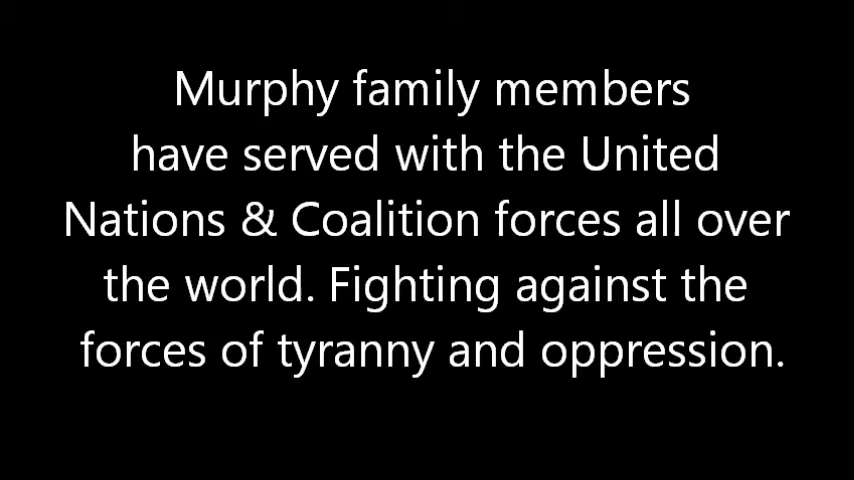 Murphy family members
have served with the United
Nations & Coalition forces all over
the world. Fighting against the
forces of tyranny and oppression.